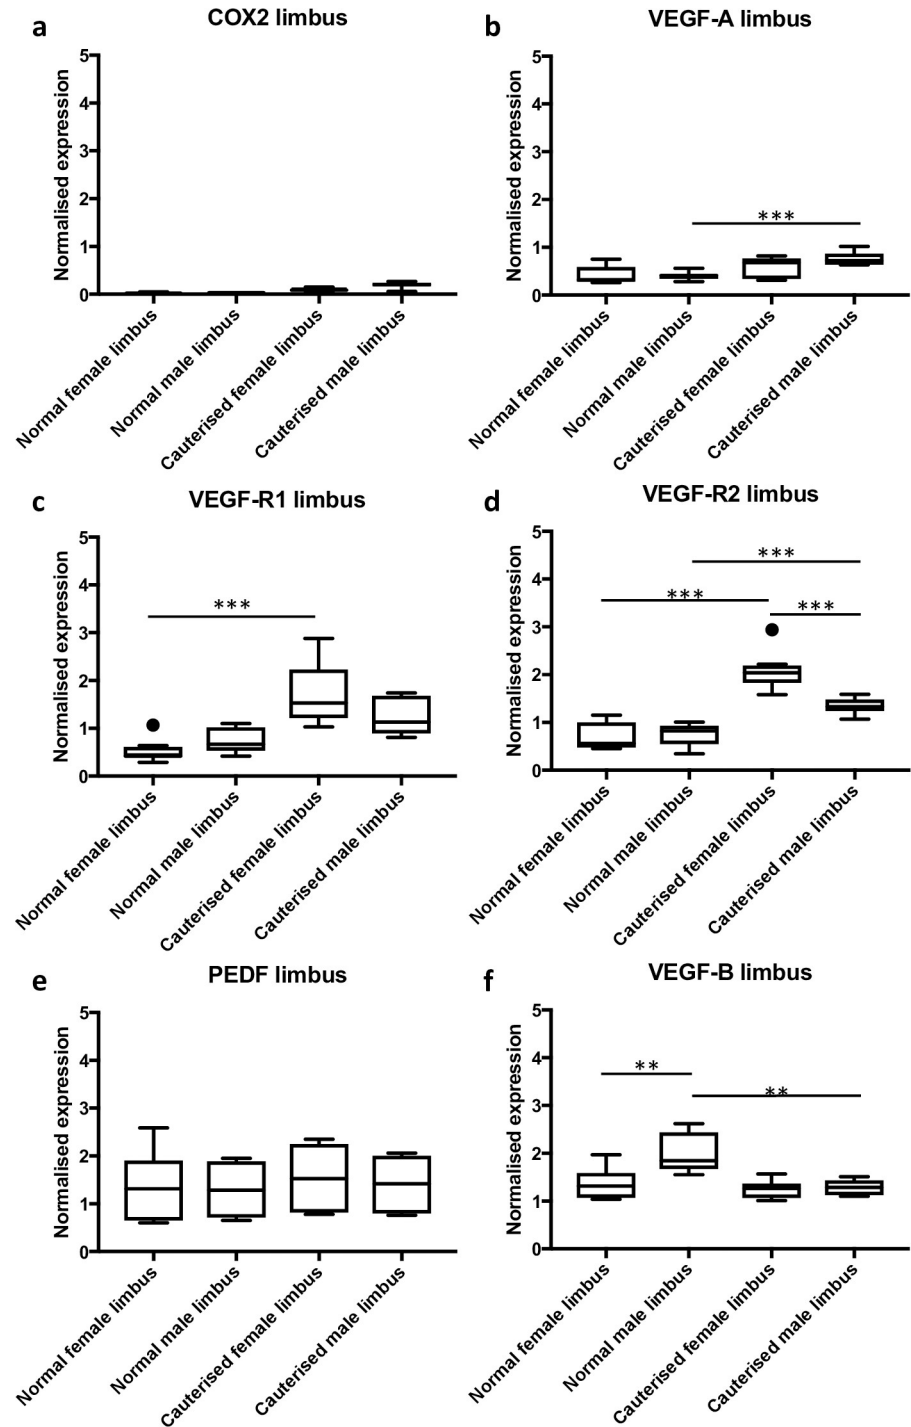 a
COX2 limbus
Normalised expression
5
4
3
2
1
0
Normal female limbus
Normal male limbus
Cauterised female limbus
Cauterised male limbus
b
VEGF-A limbus
Normalised expression
5
4
3
2
1
0
***
Normal female limbus
Normal male limbus
Cauterised female limbus
Cauterised male limbus
c
VEGF-R1 limbus
Normalised expression
5
4
3
2
1
0
***
Normal female limbus
Normal male limbus
Cauterised female limbus
Cauterised male limbus
d
VEGF-R2 limbus
Normalised expression
5
4
3
2
1
0
***
***
***
Normal female limbus
Normal male limbus
Cauterised female limbus
Cauterised male limbus
e
PEDF limbus
Normalised expression
5
4
3
2
1
0
Normal female limbus
Normal male limbus
Cauterised female limbus
Cauterised male limbus
f
VEGF-B limbus
Normalised expression
5
4
3
2
1
0
**
**
Normal female limbus
Normal male limbus
Cauterised female limbus
Cauterised male limbus